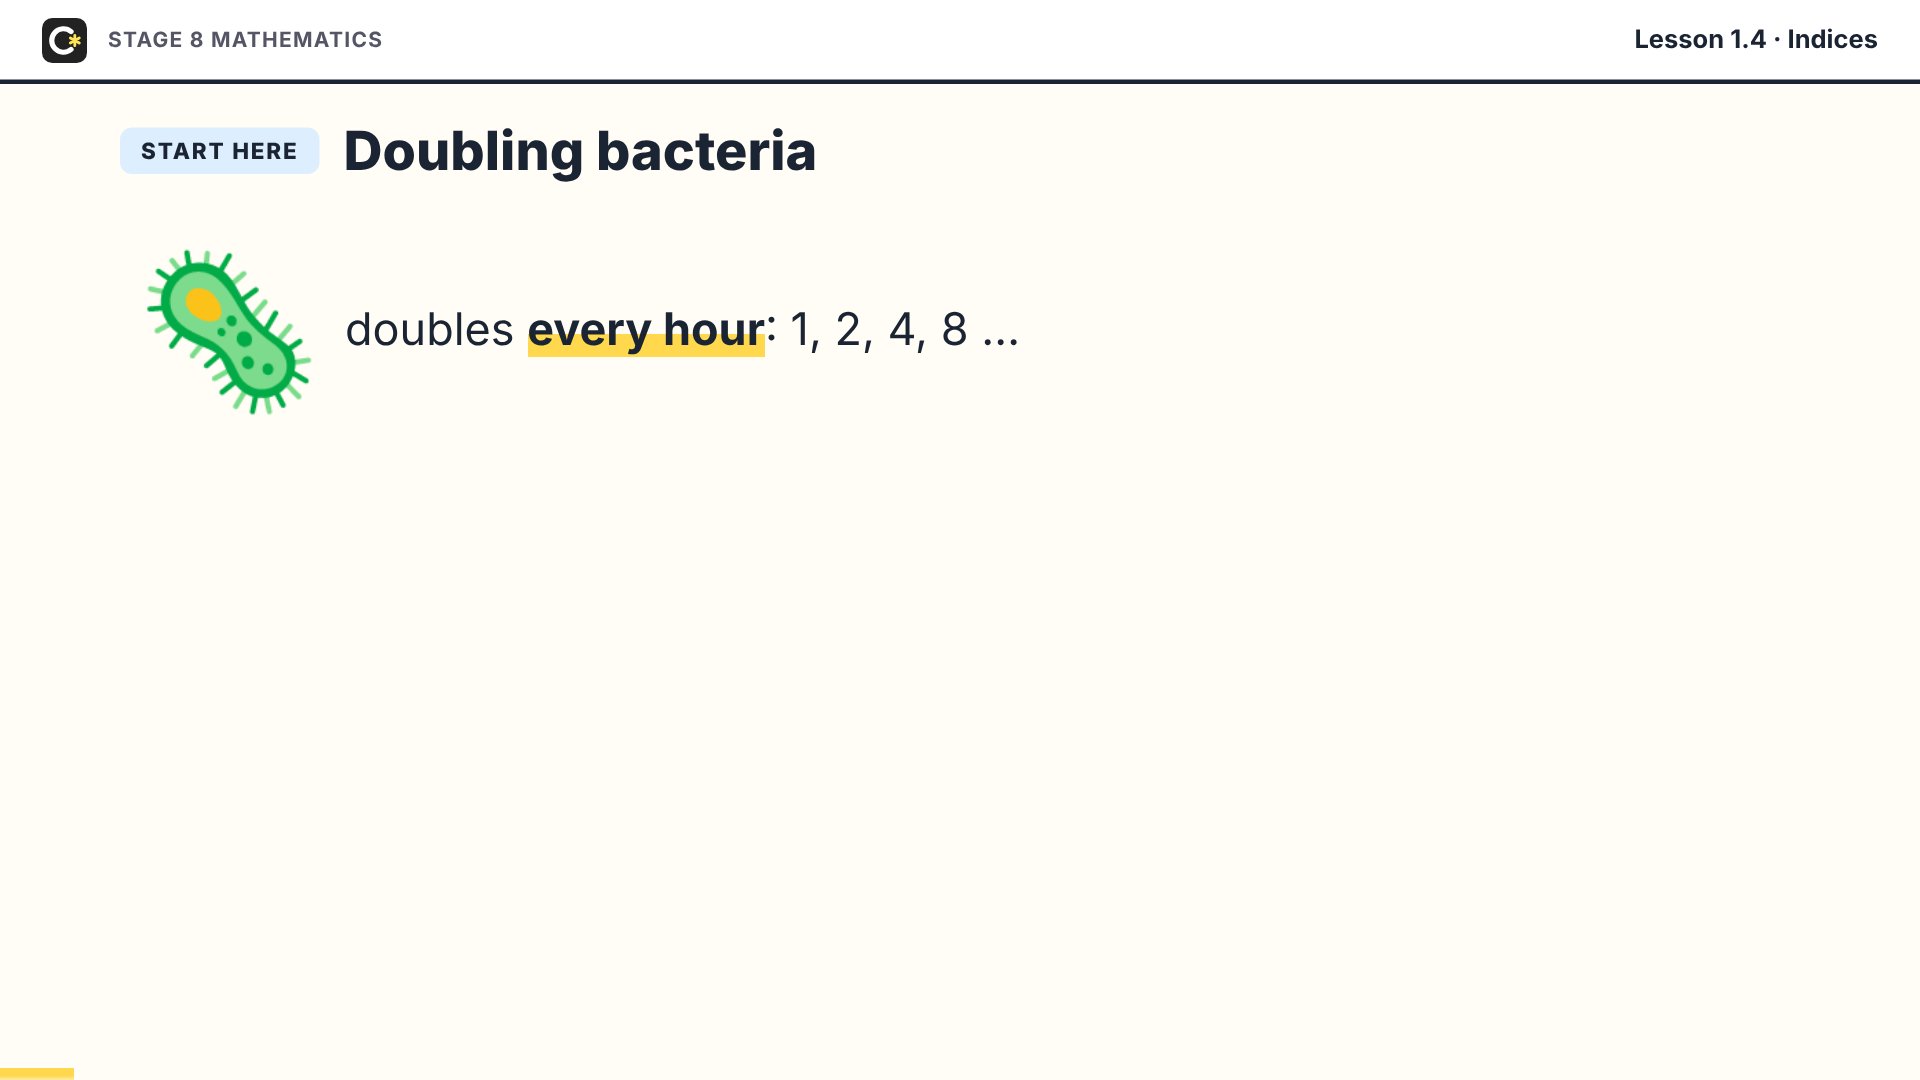 STAGE 8 MATHEMATICS
Lesson 1.4 · Indices
START HERE
Doubling bacteria
doubles every hour: 1, 2, 4, 8 ...